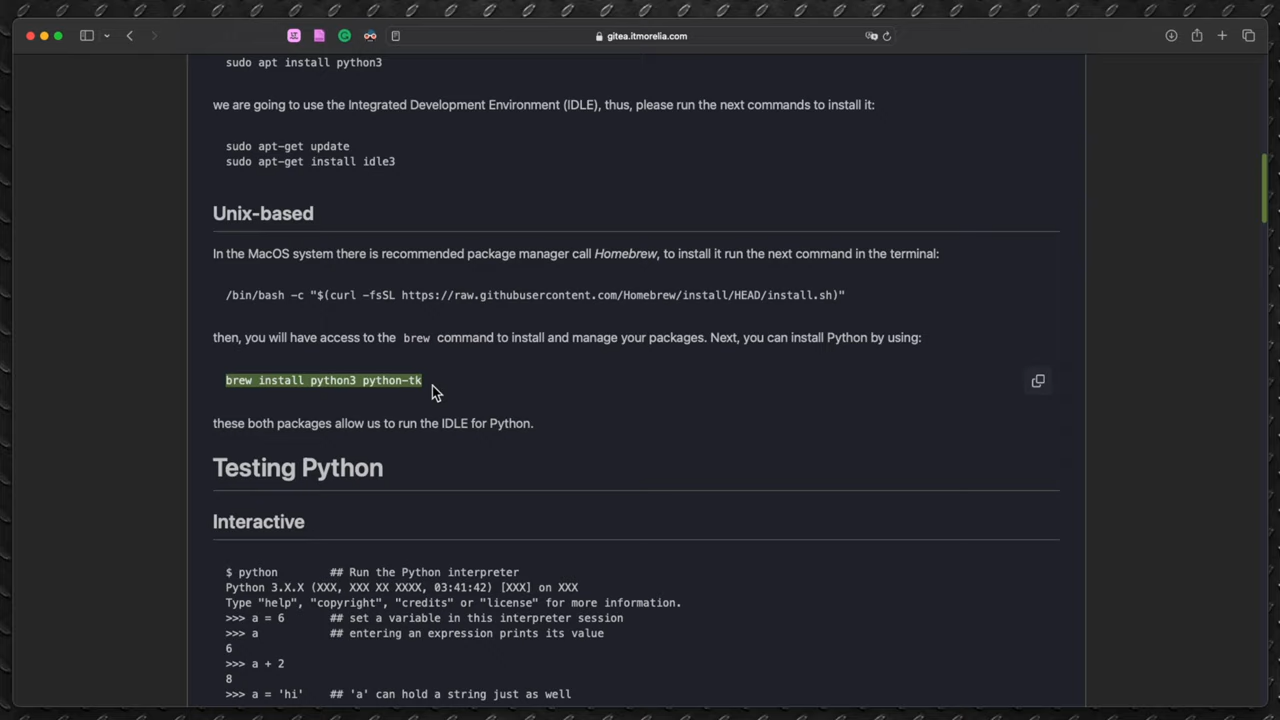 gitea.itmorelia.com
sudo apt install python3
we are going to use the Integrated Development Environment (IDLE), thus, please run the next commands to install it:
sudo apt-get update
sudo apt-get install idle3
Unix-based
In the MacOS system there is recommended package manager call Homebrew, to install it run the next command in the terminal:
/bin/bash -c "$(curl -fsSL https://raw.githubusercontent.com/Homebrew/install/HEAD/install.sh)"
then, you will have access to the brew command to install and manage your packages. Next, you can install Python by using:
brew install python3 python-tk
these both packages allow us to run the IDLE for Python.
Testing Python
Interactive
$ python ## Run the Python interpreter
Python 3.X.X (XXX, XXX XX XXXX, 03:41:42) [XXX] on XXX
Type "help", "copyright", "credits" or "license" for more information.
>>> a = 6 ## set a variable in this interpreter session
>>> a ## entering an expression prints its value
6
>>> a + 2
8
>>> a = 'hi' ## 'a' can hold a string just as well